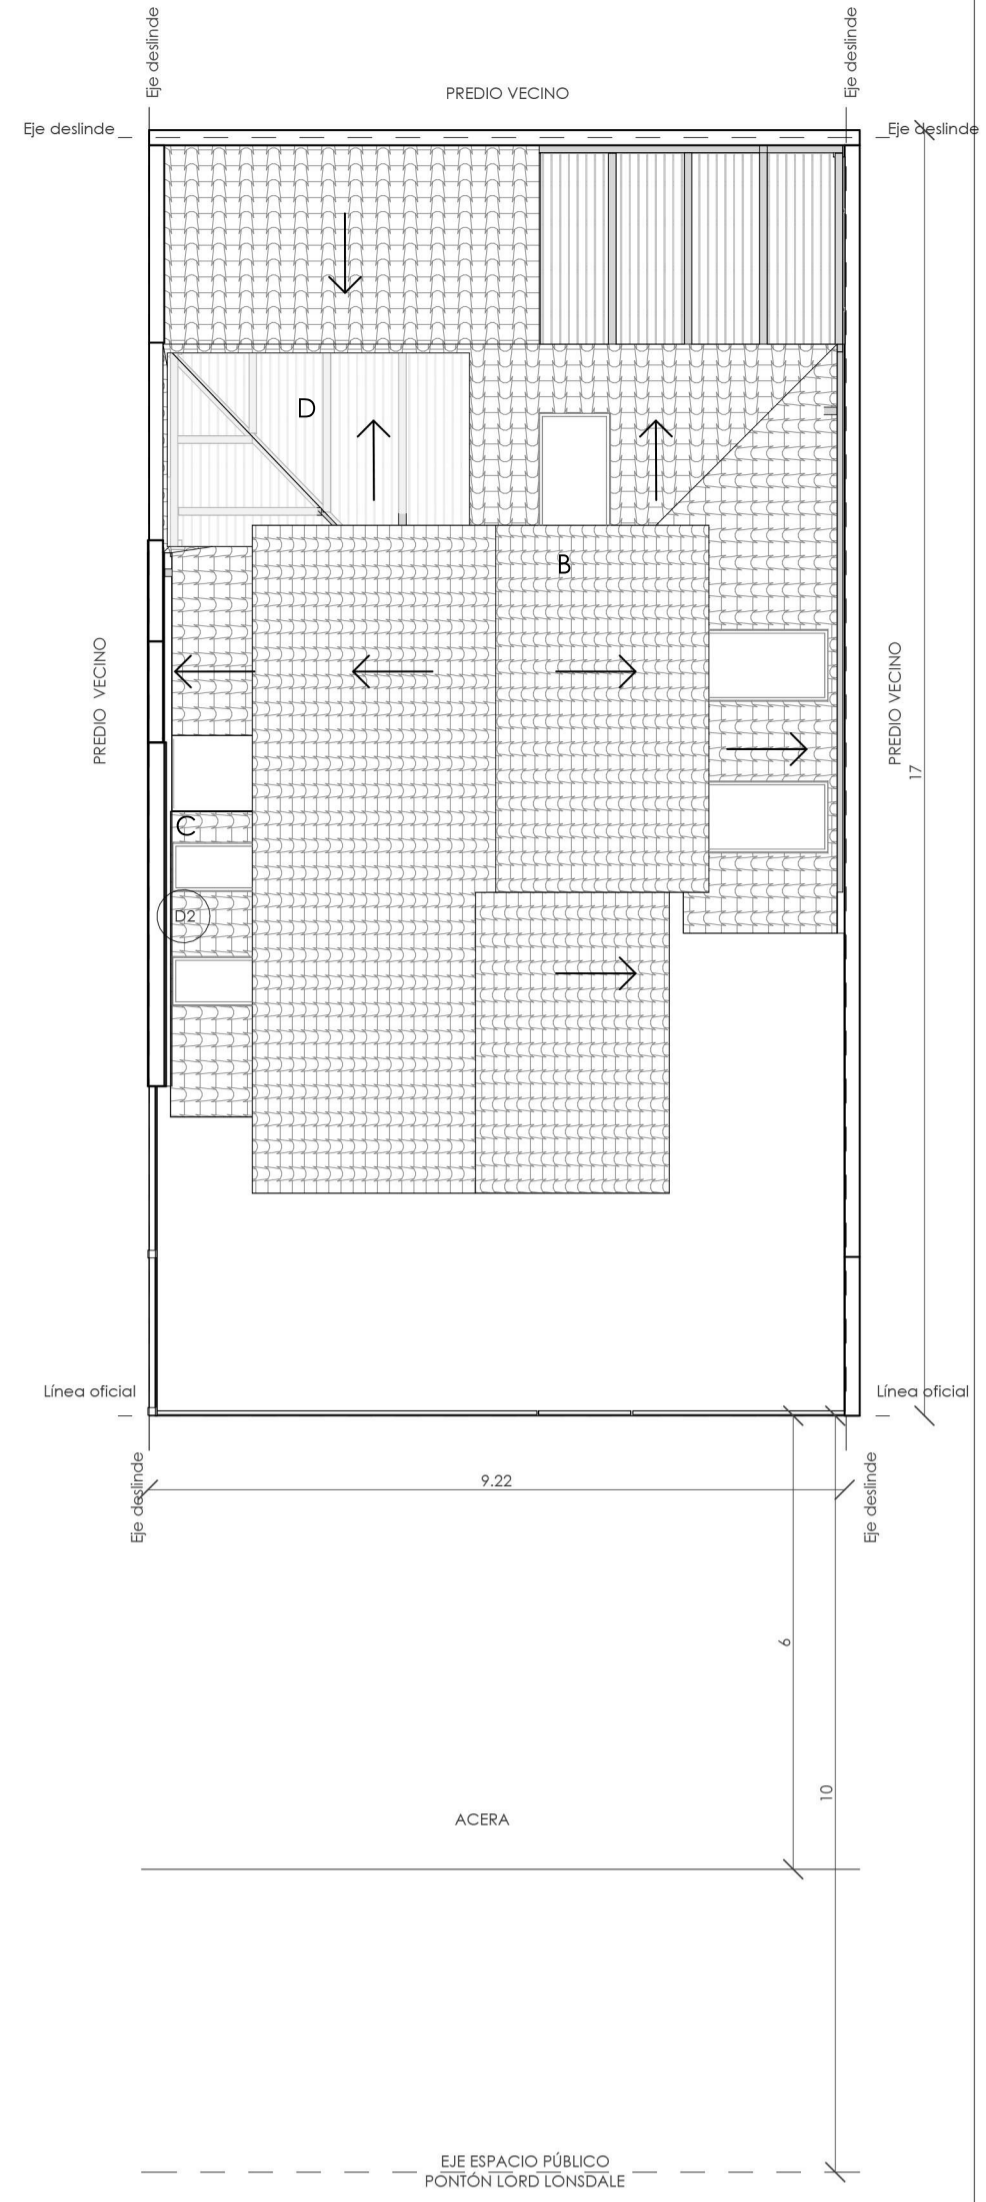 Eje deslinde
Eje deslinde
PREDIO VECINO
Eje deslinde
Eje deslinde
D
B
PREDIO VECINO
PREDIO VECINO
17
C
D2
Línea oficial
Línea oficial
Eje deslinde
9.22
Eje deslinde
6
10
ACERA
EJE ESPACIO PÚBLICO
PONTÓN LORD LONSDALE